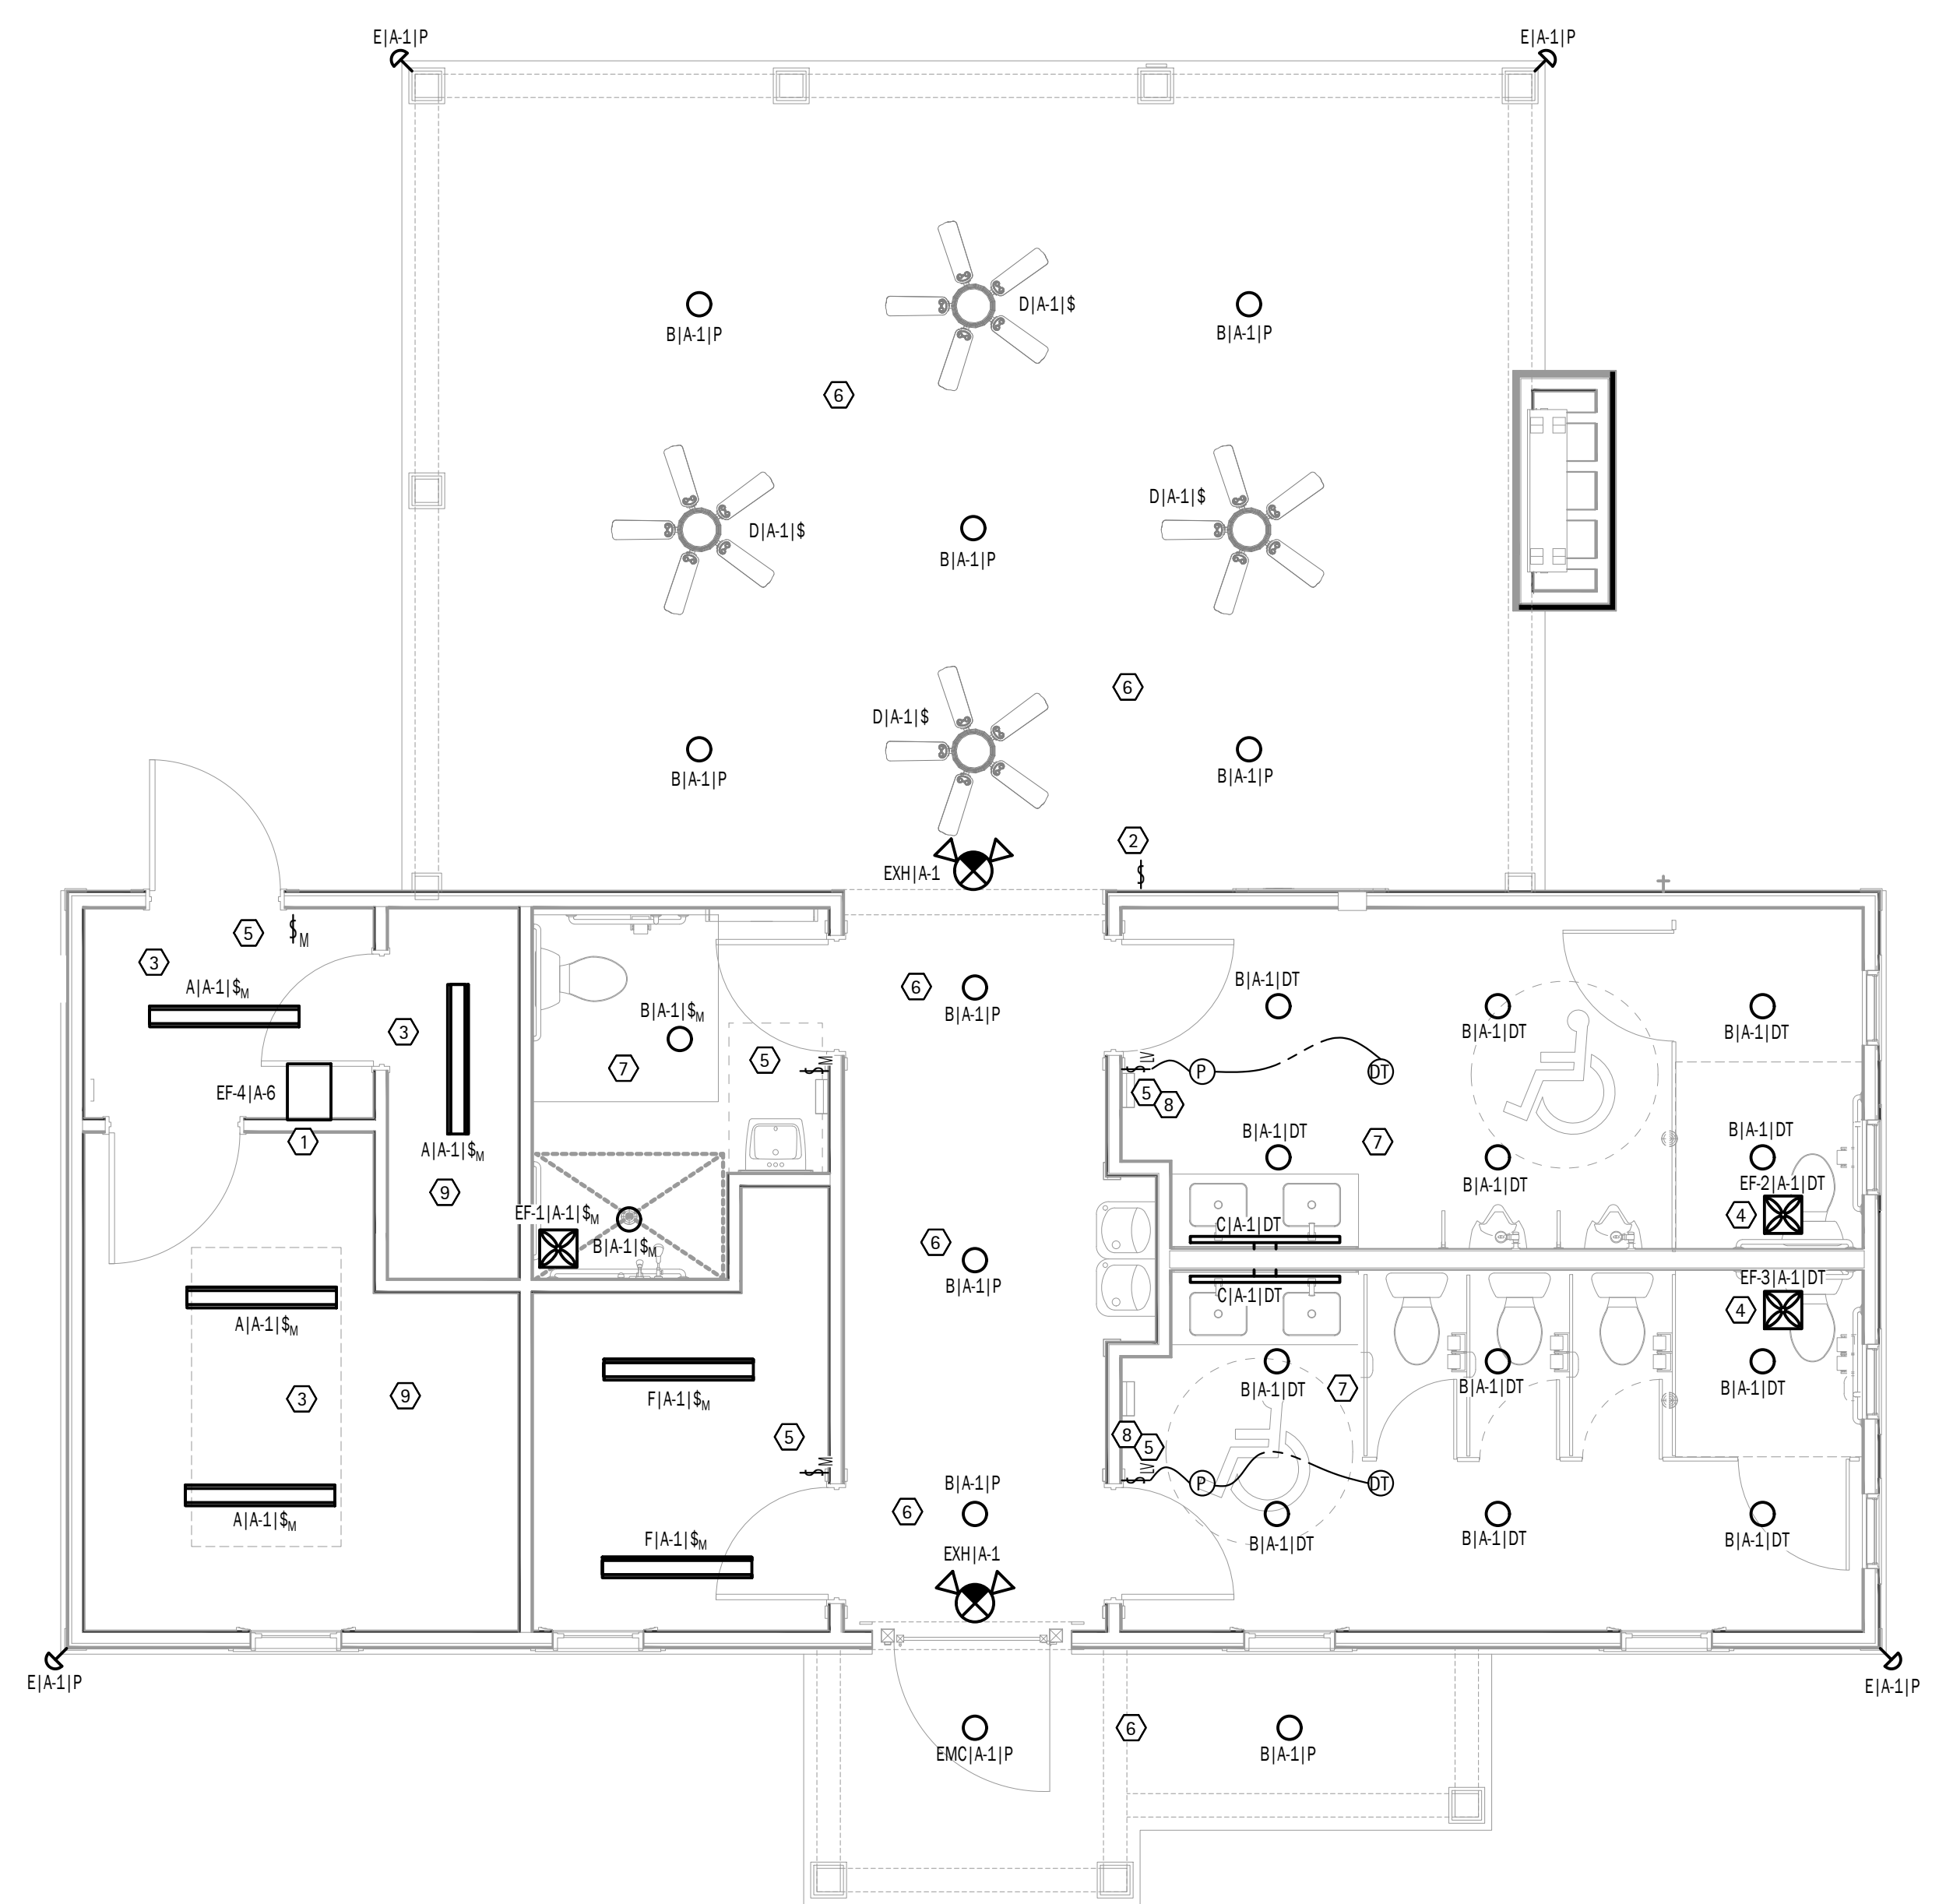 E|A-1|P
E|A-1|P
B|A-1|P
D|A-1|$
B|A-1|P
6
D|A-1|$
D|A-1|$
B|A-1|P
6
D|A-1|$
B|A-1|P
B|A-1|P
2
EXH|A-1
$
5
$M
3
A|A-1|$M
3
B|A-1|$M
6
B|A-1|P
B|A-1|DT
B|A-1|DT
B|A-1|DT
7
5
$M
$LV
P
DT
EF-4|A-6
5
8
1
A|A-1|$M
B|A-1|DT
7
B|A-1|DT
B|A-1|DT
9
EF-1|A-1|$M
B|A-1|$M
6
B|A-1|P
C|A-1|DT
EF-2|A-1|DT
4
C|A-1|DT
EF-3|A-1|DT
4
A|A-1|$M
3
9
F|A-1|$M
B|A-1|DT
7
B|A-1|DT
B|A-1|DT
5
$M
8
5
$LV
P
DT
B|A-1|P
6
A|A-1|$M
F|A-1|$M
B|A-1|DT
B|A-1|DT
B|A-1|DT
EXH|A-1
E|A-1|P
E|A-1|P
EMC|A-1|P
6
B|A-1|P